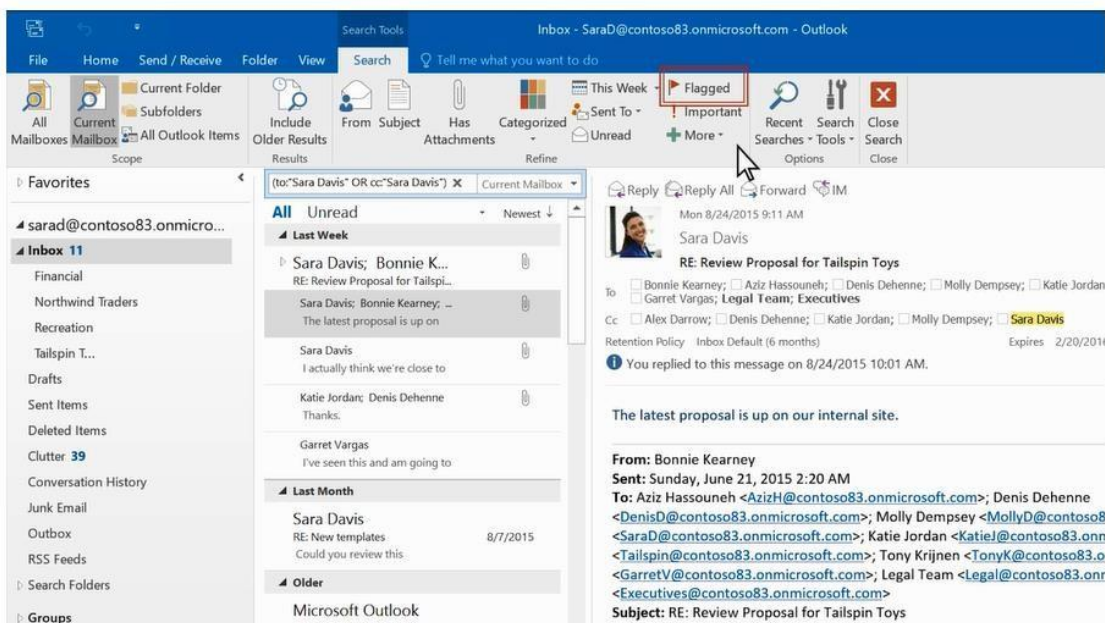 Search Tools
Inbox - SaraD@contoso83.onmicrosoft.com - Outlook
File Home Send / Receive Folder View Search Tell me what you want to do
All Mailboxes
Current Mailbox
Current Folder
Subfolders
All Outlook Items
Scope
Include Older Results
Results
From
Subject
Has Attachments
Categorized
This Week
Sent To
Unread
Flagged
! Important
More
Refine
Recent Searches
Search Tools
Options
Close Search
Close
Favorites
sarad@contoso83.onmicro...
Inbox 11
Financial
Northwind Traders
Recreation
Tailspin T...
Drafts
Sent Items
Deleted Items
Clutter 39
Conversation History
Junk Email
Outbox
RSS Feeds
Search Folders
Groups
(to:"Sara Davis" OR cc:"Sara Davis") X Current Mailbox
All Unread Newest ↓
Last Week
Sara Davis; Bonnie K...
RE: Review Proposal for Tailspi...
Sara Davis; Bonnie Kearney; ...
The latest proposal is up on
Sara Davis
I actually think we're close to
Katie Jordan; Denis Dehenne
Thanks.
Garret Vargas
I've seen this and am going to
Last Month
Sara Davis
RE: New templates 8/7/2015
Could you review this
Older
Microsoft Outlook
Reply Reply All Forward IM
Mon 8/24/2015 9:11 AM
Sara Davis
RE: Review Proposal for Tailspin Toys
To Bonnie Kearney; Aziz Hassouneh; Denis Dehenne; Molly Dempsey; Katie Jordan
Garret Vargas; Legal Team; Executives
Cc Alex Darrow; Denis Dehenne; Katie Jordan; Molly Dempsey; Sara Davis
Retention Policy Inbox Default (6 months) Expires 2/20/2016
You replied to this message on 8/24/2015 10:01 AM.
The latest proposal is up on our internal site.
From: Bonnie Kearney
Sent: Sunday, June 21, 2015 2:20 AM
To: Aziz Hassouneh <AzizH@contoso83.onmicrosoft.com>; Denis Dehenne
<DenisD@contoso83.onmicrosoft.com>; Molly Dempsey <MollyD@contoso8
<SaraD@contoso83.onmicrosoft.com>; Katie Jordan <KatieJ@contoso83.onn
<Tailspin@contoso83.onmicrosoft.com>; Tony Krijnen <TonyK@contoso83.o
<GarretV@contoso83.onmicrosoft.com>; Legal Team <Legal@contoso83.onr
<Executives@contoso83.onmicrosoft.com>
Subject: RE: Review Proposal for Tailspin Toys